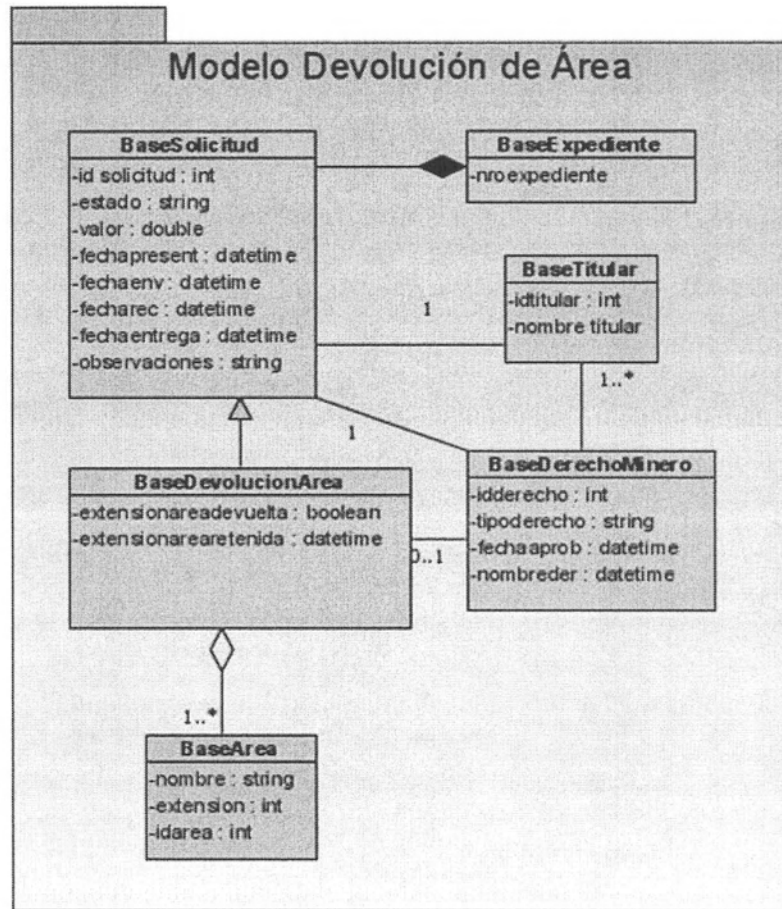 Modelo Devolución de Área
BaseSolicitud
-id solicitud : int
-estado : string
-valor : double
-fechapresent : datetime
-fechaenv : datetime
-fecharec : datetime
-fechaentrega : datetime
-observaciones : string
BaseExpediente
-nroexpediente
BaseTitular
-idtitular : int
-nombre titular
1
1..*
1
BaseDerechoMinero
-idderecho : int
-tipoderecho : string
-fechaaprob : datetime
-nombreder : datetime
BaseDevolucionArea
-extensionareadevuelta : boolean
-extensionarearetenida : datetime
0..1
1..*
BaseArea
-nombre : string
-extension : int
-idarea : int